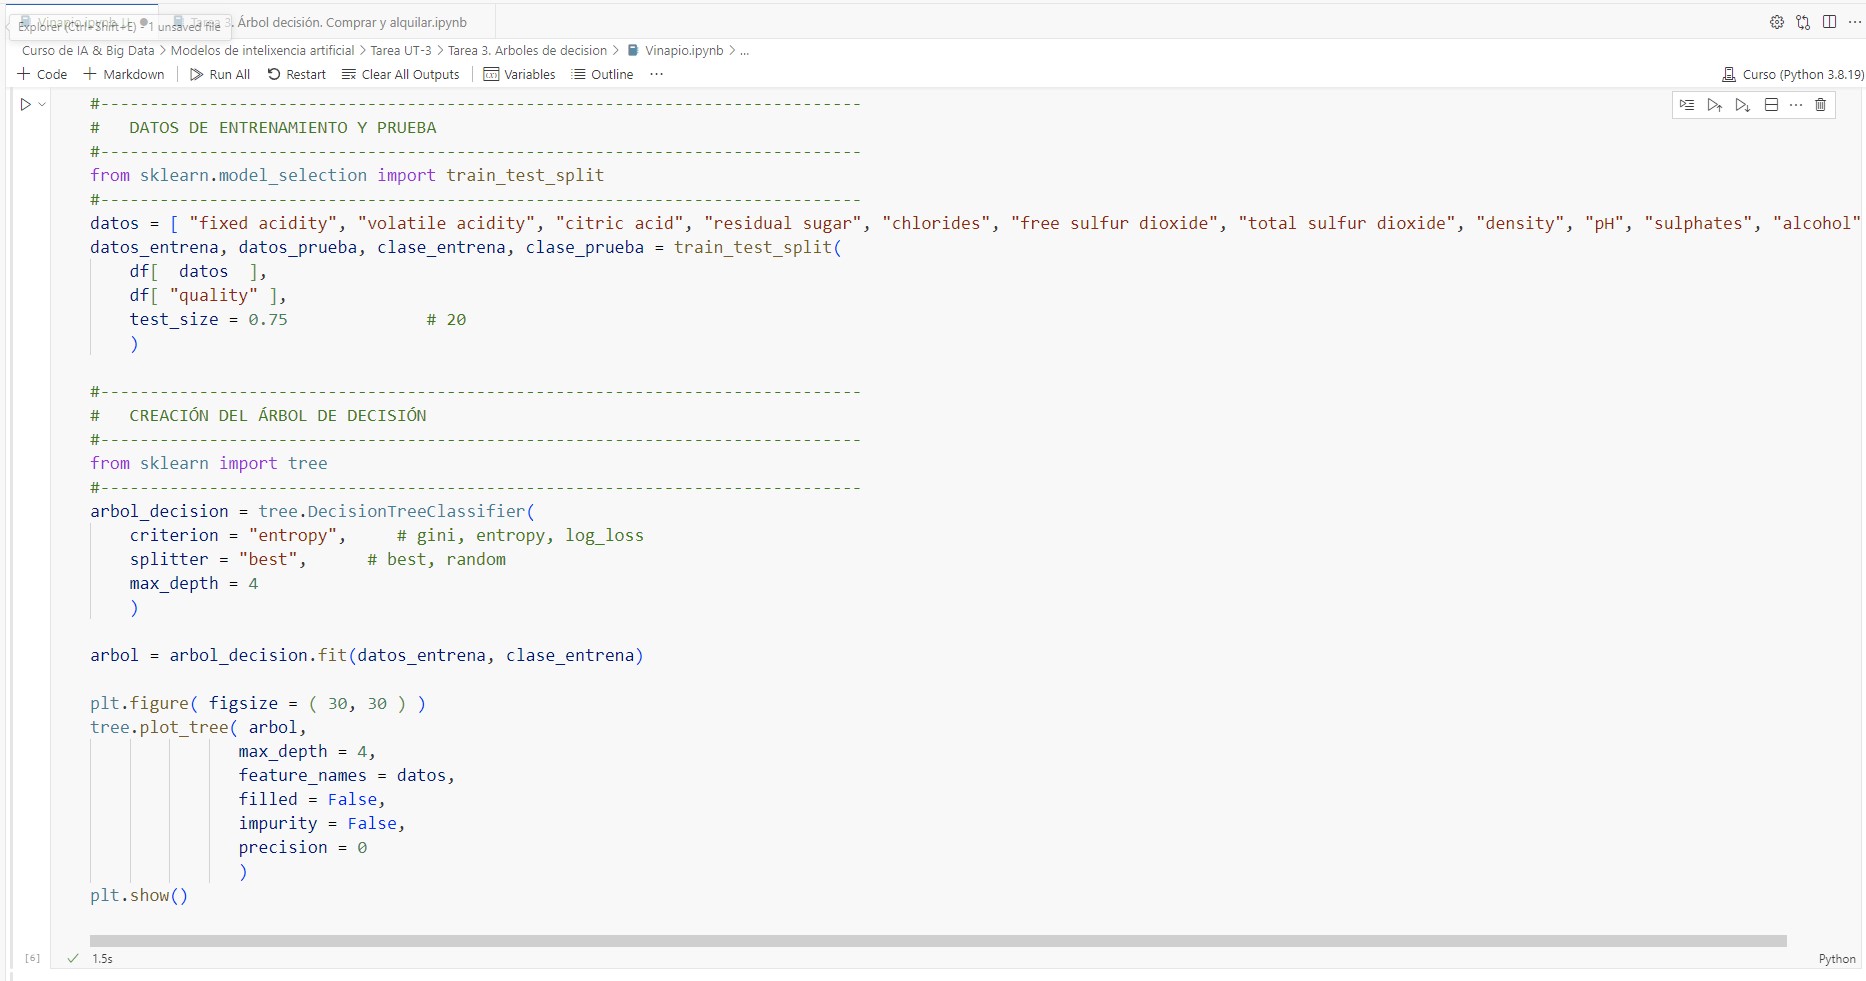 Vinapio.ipynb U ● Tarea 3. Árbol decisión. Comprar y alquilar.ipynb
Explorer (Ctrl+Shift+E) - 1 unsaved file
Curso de IA & Big Data > Modelos de intelixencia artificial > Tarea UT-3 > Tarea 3. Arboles de decision > Vinapio.ipynb > ...
+ Code + Markdown | Run All Restart Clear All Outputs | Variables Outline ... Curso (Python 3.8.19)
#-----------------------------------------------------------------------------
#   DATOS DE ENTRENAMIENTO Y PRUEBA
#-----------------------------------------------------------------------------
from sklearn.model_selection import train_test_split
#-----------------------------------------------------------------------------
datos = [ "fixed acidity", "volatile acidity", "citric acid", "residual sugar", "chlorides", "free sulfur dioxide", "total sulfur dioxide", "density", "pH", "sulphates", "alcohol"
datos_entrena, datos_prueba, clase_entrena, clase_prueba = train_test_split(
    df[  datos  ],
    df[ "quality" ],
    test_size = 0.75              # 20
    )
#-----------------------------------------------------------------------------
#   CREACIÓN DEL ÁRBOL DE DECISIÓN
#-----------------------------------------------------------------------------
from sklearn import tree
#-----------------------------------------------------------------------------
arbol_decision = tree.DecisionTreeClassifier(
    criterion = "entropy",     # gini, entropy, log_loss
    splitter = "best",      # best, random
    max_depth = 4
    )
arbol = arbol_decision.fit(datos_entrena, clase_entrena)
plt.figure( figsize = ( 30, 30 ) )
tree.plot_tree( arbol,
               max_depth = 4,
               feature_names = datos,
               filled = False,
               impurity = False,
               precision = 0
               )
plt.show()
[6] ✓ 1.5s Python